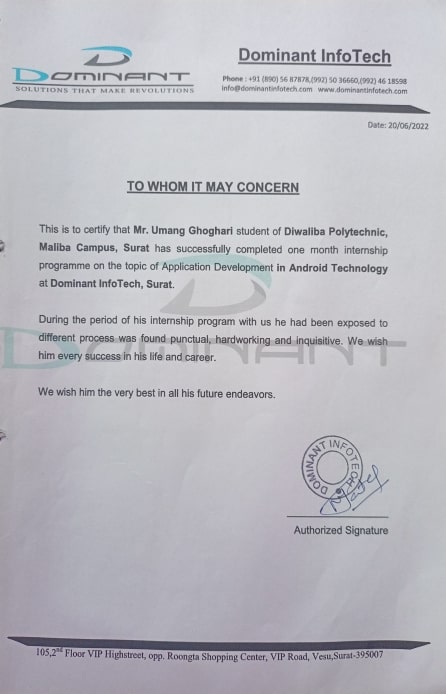 DOMINANT
SOLUTIONS THAT MAKE REVOLUTIONS
Dominant InfoTech
Phone : +91 (890) 56 87878,(992) 50 36660,(992) 46 18598
info@dominantinfotech.com www.dominantinfotech.com
Date: 20/06/2022
TO WHOM IT MAY CONCERN
This is to certify that Mr. Umang Ghoghari student of Diwaliba Polytechnic,
Maliba Campus, Surat has successfully completed one month internship
programme on the topic of Application Development in Android Technology
at Dominant InfoTech, Surat.
During the period of his internship program with us he had been exposed to
different process was found punctual, hardworking and inquisitive. We wish
him every success in his life and career.
DOMINANT
We wish him the very best in all his future endeavors.
DOMINANT INFOTECH
Authorized Signature
105,2nd Floor VIP Highstreet, opp. Roongta Shopping Center, VIP Road, Vesu,Surat-395007